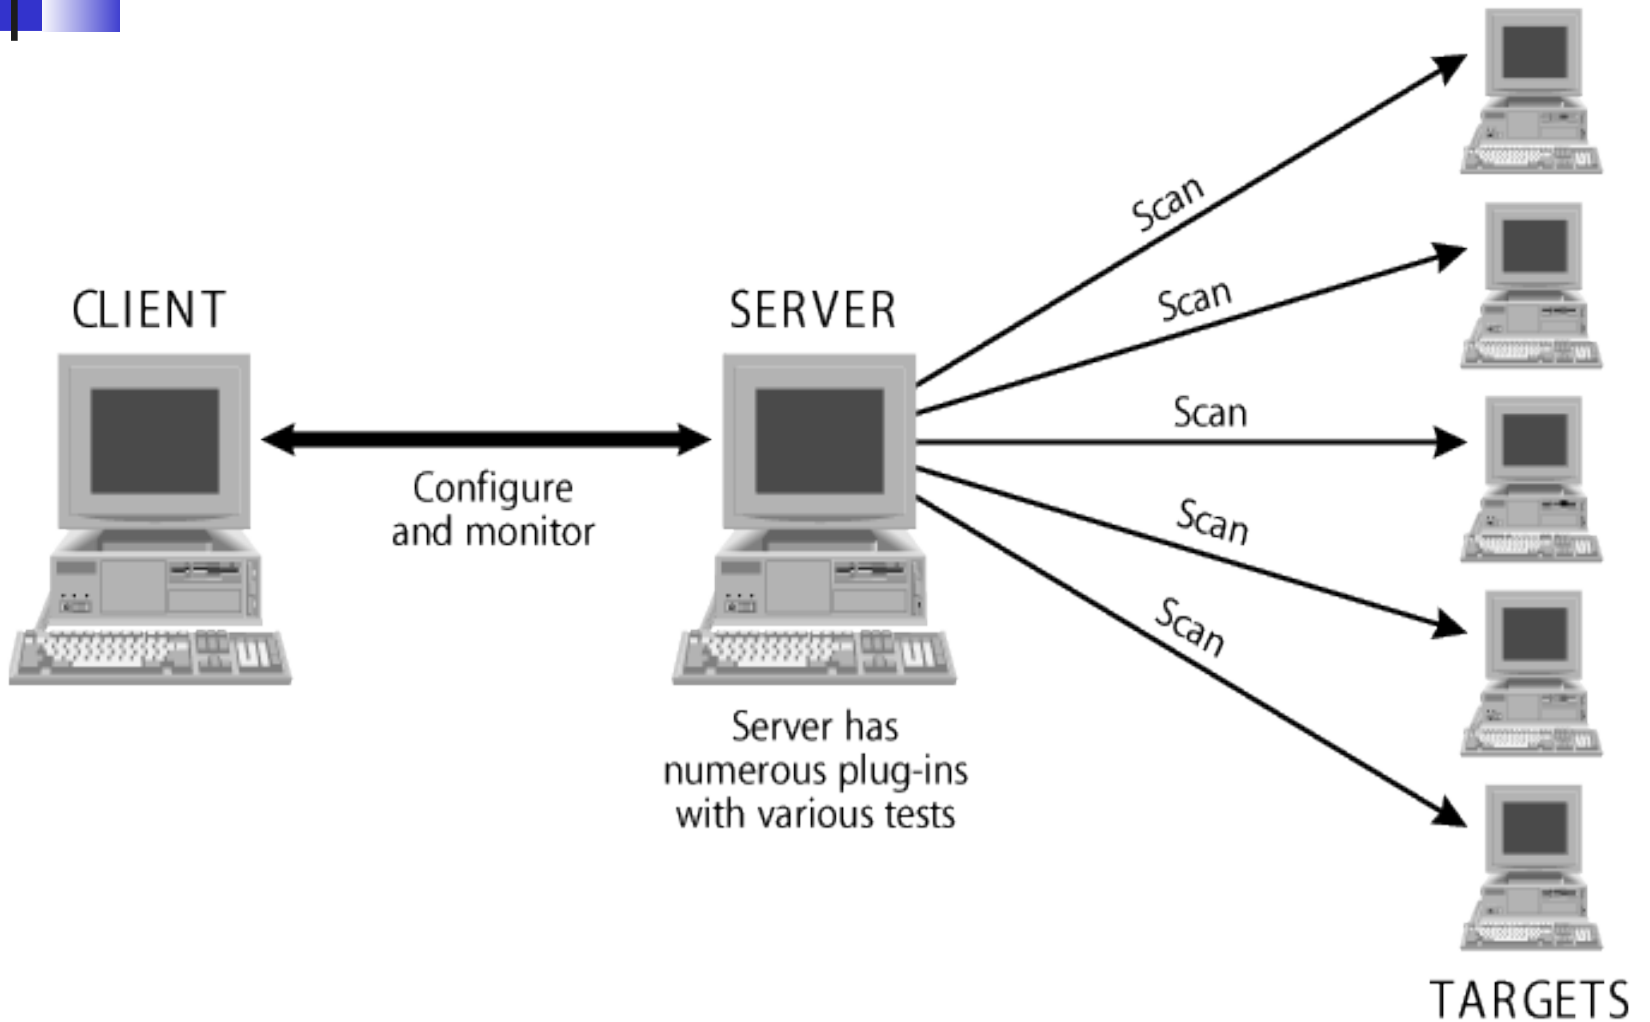 CLIENT
Configure
and monitor
SERVER
Server has
numerous plug-ins
with various tests
Scan
Scan
Scan
Scan
Scan
TARGETS